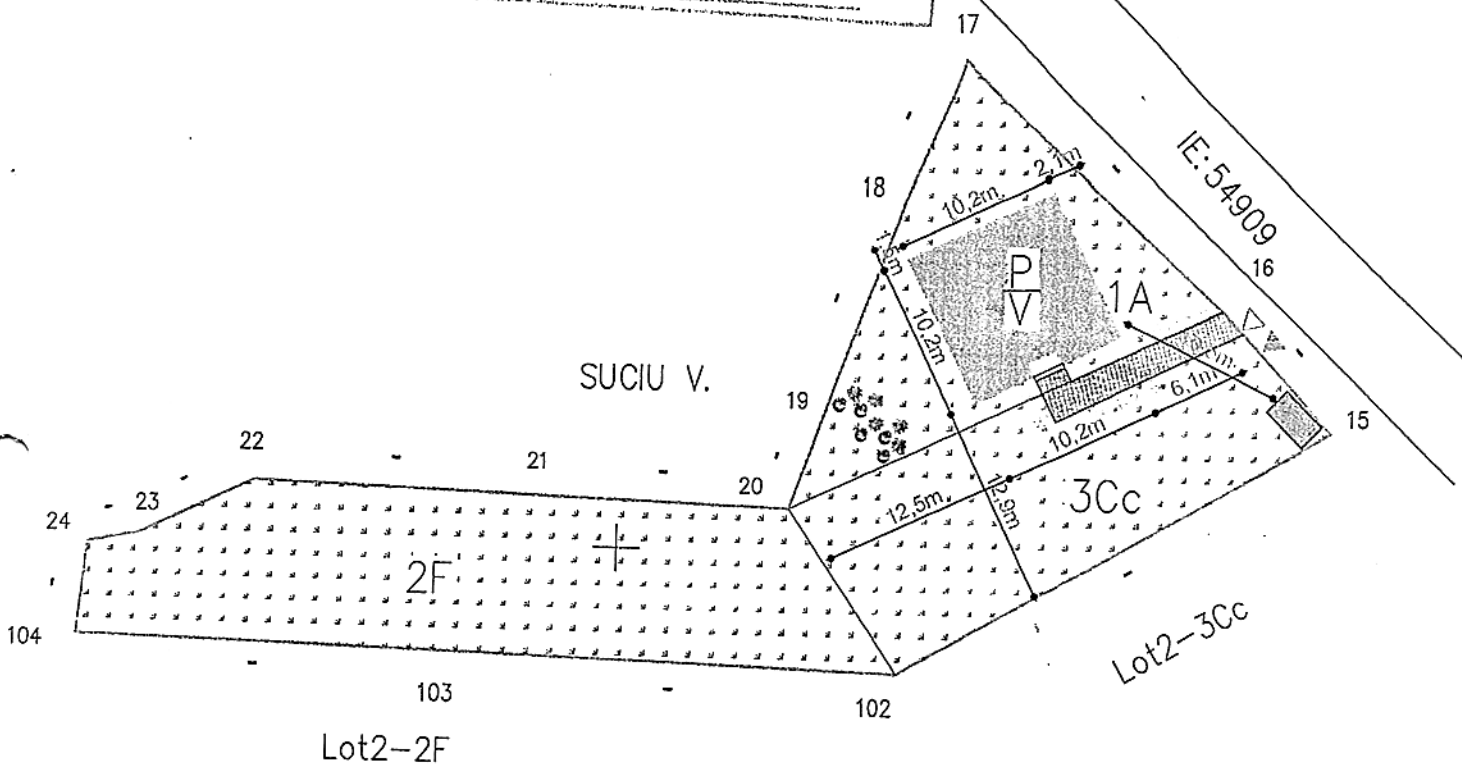 17
18
2,1m
10,2m.
IE: 54909
16
P
V
1A
10,2m
SUCIU V.
19
6,1m
10,2m
15
22
21
20
23
24
12,5m.
12,9m
3Cc
2F
104
103
102
Lot2-3Cc
Lot2-2F